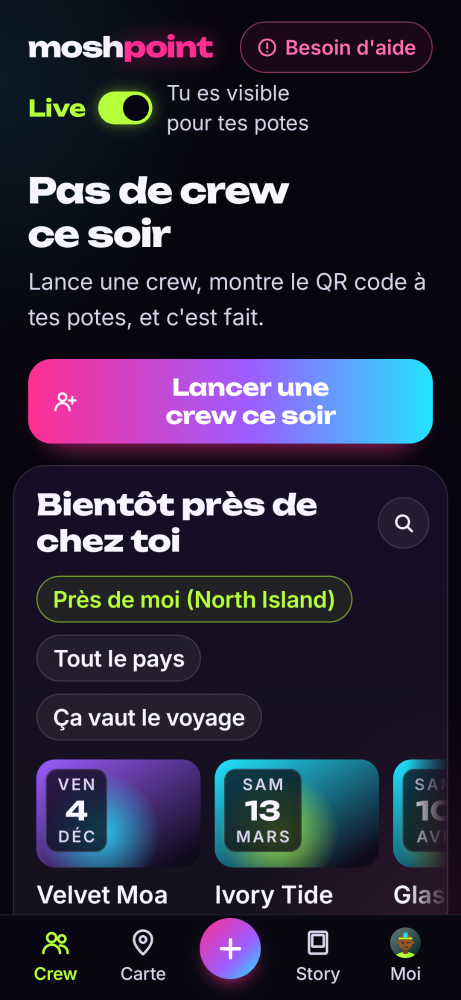 moshpoint
Besoin d'aide
Live
Tu es visible
pour tes potes
Pas de crew
ce soir
Lance une crew, montre le QR code à
tes potes, et c'est fait.
Lancer une
crew ce soir
Bientôt près de
chez toi
Près de moi (North Island)
Tout le pays
Ça vaut le voyage
VEN
4
DÉC
SAM
13
MARS
Velvet Moa
Ivory Tide
Crew
Carte
Story
Moi